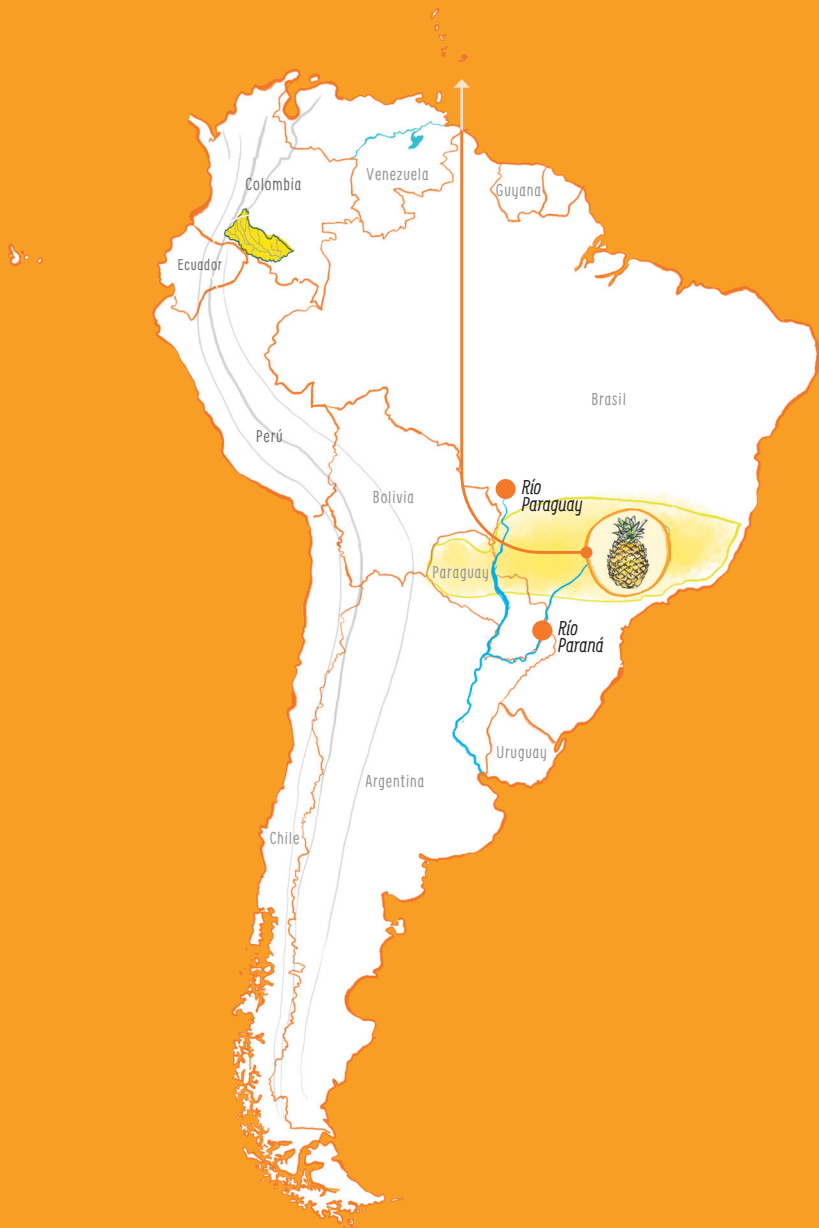 Colombia
Venezuela
Guyana
Ecuador
Brasil
Perú
Bolivia
Río
Paraguay
Paraguay
Río
Paraná
Uruguay
Argentina
Chile